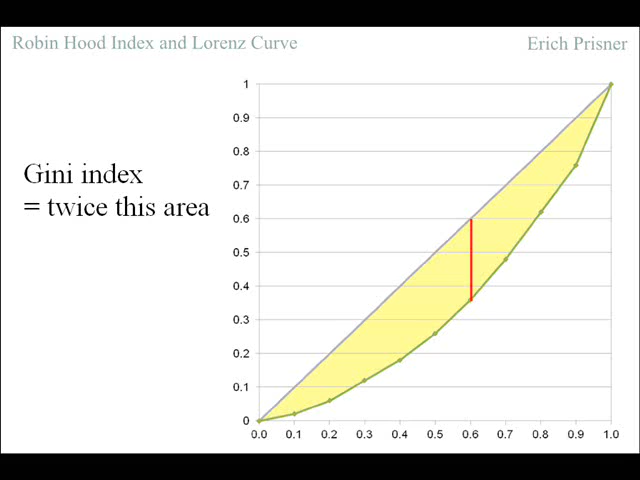 Robin Hood Index and Lorenz Curve
Erich Prisner
Gini index
= twice this area
1
0.9
0.8
0.7
0.6
0.5
0.4
0.3
0.2
0.1
0
0.0 0.1 0.2 0.3 0.4 0.5 0.6 0.7 0.8 0.9 1.0